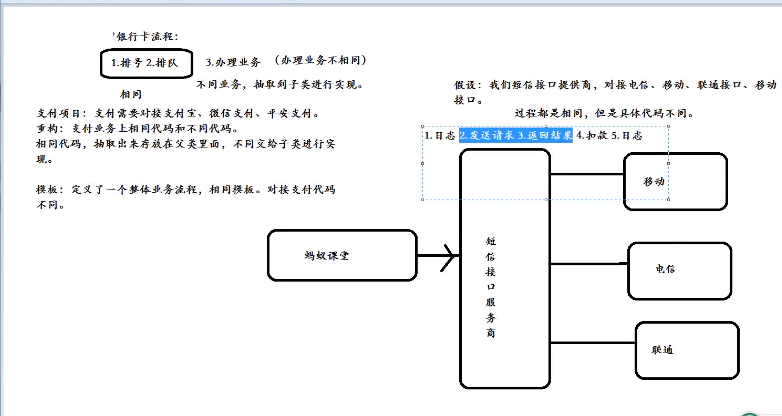 '银行卡流程：
1.排号 2.排队 3.办理业务 （办理业务不相同）
相同
不同业务，抽取到子类进行实现。
支付项目：支付需要对接支付宝、微信支付、平安支付。
重构：支付业务上相同代码和不同代码。
相同代码，抽取出来存放在父类里面，不同交给子类进行实
现。
模板：定义了一个整体业务流程，相同模板。对接支付代码
不同。
假设：我们短信接口提供商，对接电信、移动、联通接口、移动
接口。
过程都是相同，但是具体代码不同。
1.日志 2.发送请求 3.返回结果 4.扣款 5.日志
蚂蚁课堂
短
信
接
口
服
务
商
移动
电信
联通